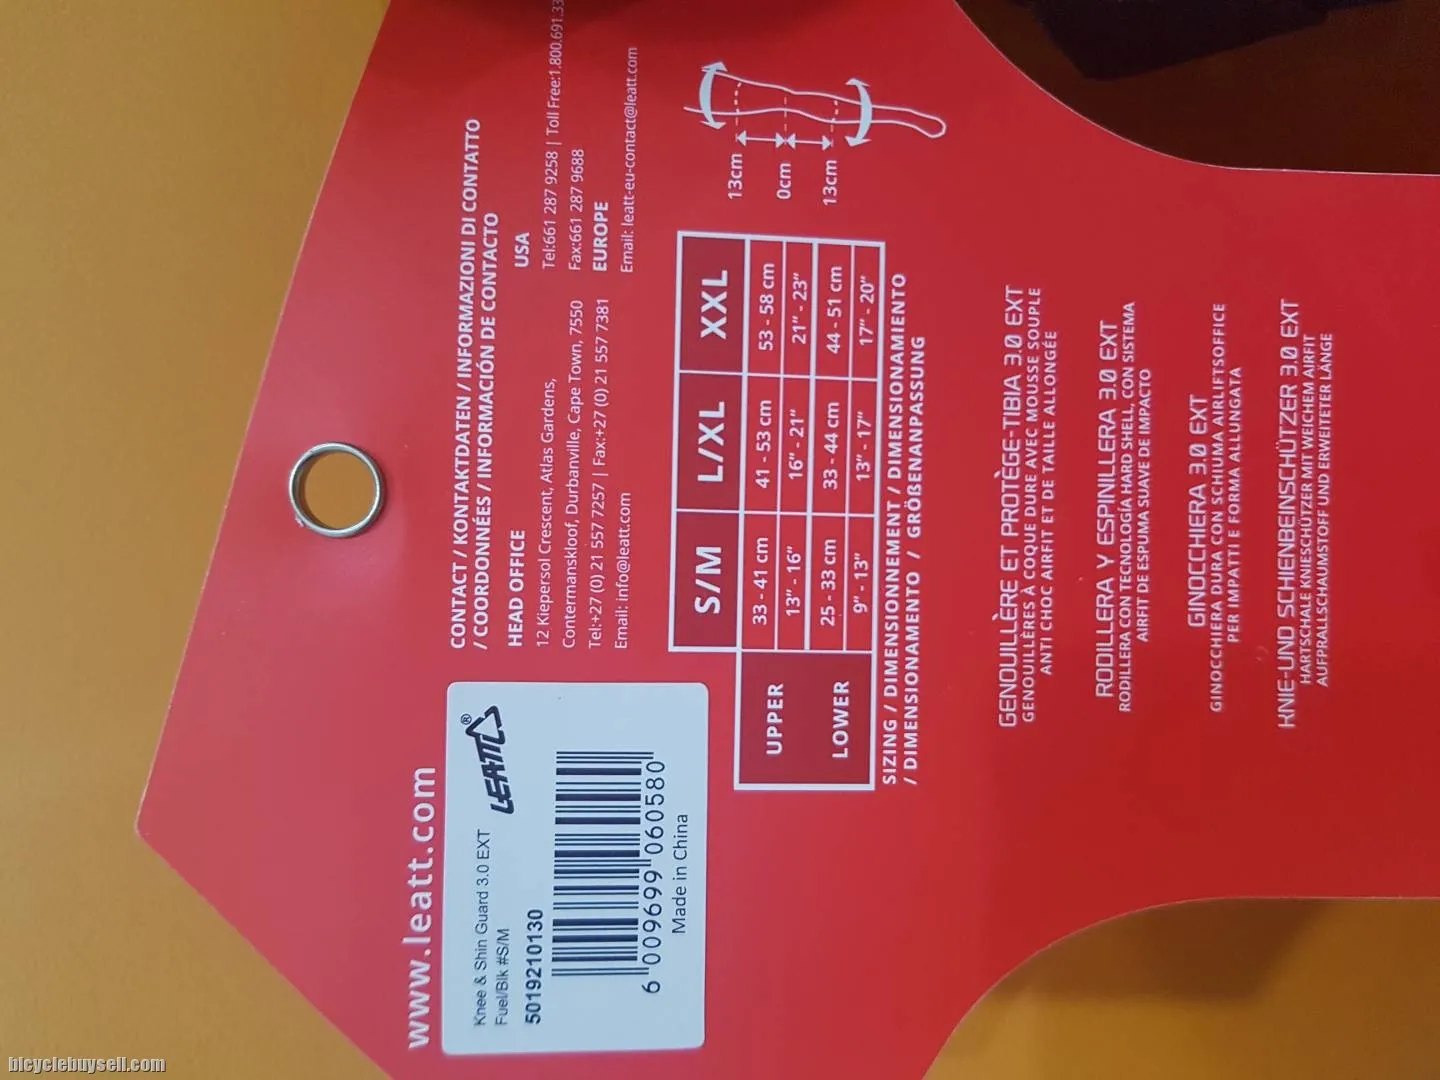 www.leatt.com
Knee & Shin Guard 3.0 EXT
Fuel/Blk #S/M
LEATT®
5019210130
6 009699 060580
Made in China
CONTACT / KONTAKTDATEN / INFORMAZIONI DI CONTATTO
/ COORDONNÉES / INFORMACIÓN DE CONTACTO
HEAD OFFICE
12 Kiepersol Crescent, Atlas Gardens,
Contermanskloof, Durbanville, Cape Town, 7550
Tel:+27 (0) 21 557 7257 | Fax:+27 (0) 21 557 7381
Email: info@leatt.com
USA
Tel:661 287 9258 | Toll Free:1.800.691.33
Fax:661 287 9688
EUROPE
Email: leatt-eu-contact@leatt.com
S/M L/XL XXL
UPPER 33 - 41 cm 41 - 53 cm 53 - 58 cm
13" - 16" 16" - 21" 21" - 23"
LOWER 25 - 33 cm 33 - 44 cm 44 - 51 cm
9" - 13" 13" - 17" 17" - 20"
13cm
0cm
13cm
SIZING / DIMENSIONNEMENT / DIMENSIONAMIENTO
/ DIMENSIONAMENTO / GRÖßENANPASSUNG
GENOUILLÈRE ET PROTÈGE-TIBIA 3.0 EXT
GENOUILLÈRES À COQUE DURE AVEC MOUSSE SOUPLE
ANTI CHOC AIRFIT ET DE TAILLE ALLONGÉE
RODILLERA Y ESPINILLERA 3.0 EXT
RODILLERA CON TECNOLOGÍA HARD SHELL, CON SISTEMA
AIRFIT DE ESPUMA SUAVE DE IMPACTO
GINOCCHIERA 3.0 EXT
GINOCCHIERA DURA CON SCHIUMA AIRLIFTSOFFICE
PER IMPATTI E FORMA ALLUNGATA
KNIE-UND SCHIENBEINSCHÜTZER 3.0 EXT
HARTSCHALE KNIESCHÜTZER MIT WEICHEM AIRFIT
AUFPRALLSCHAUMSTOFF UND ERWEITERTER LÄNGE
bicyclebuysell.com